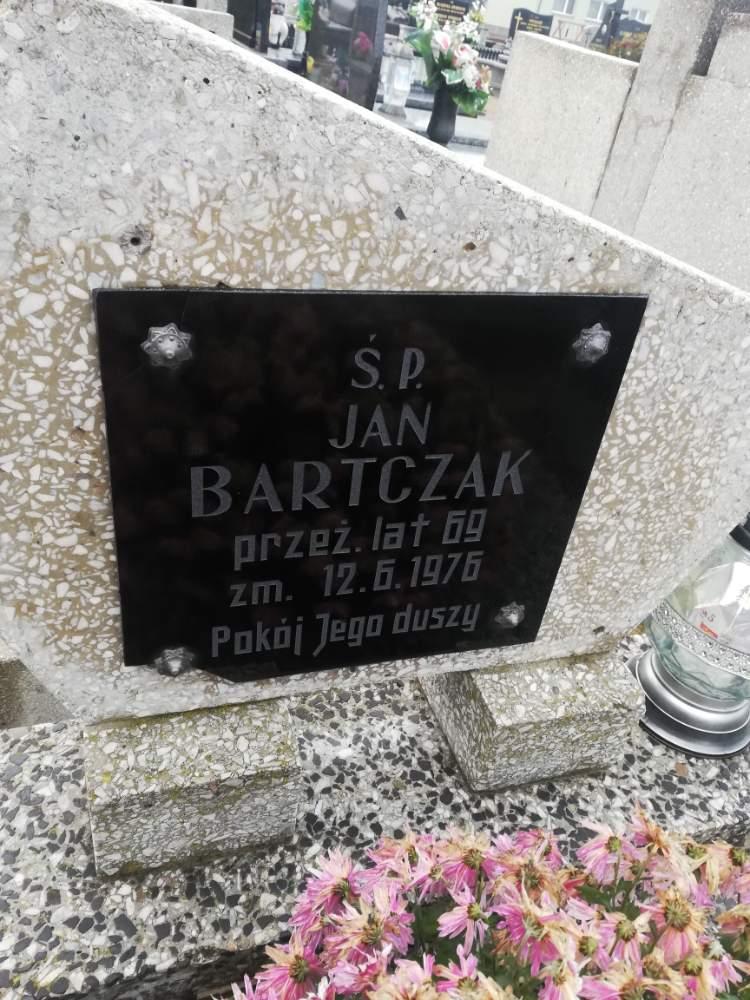 Ś. P.
JAN
BARTCZAK
przeż. lat 69
zm. 12. 6. 1976
Pokój Jego duszy